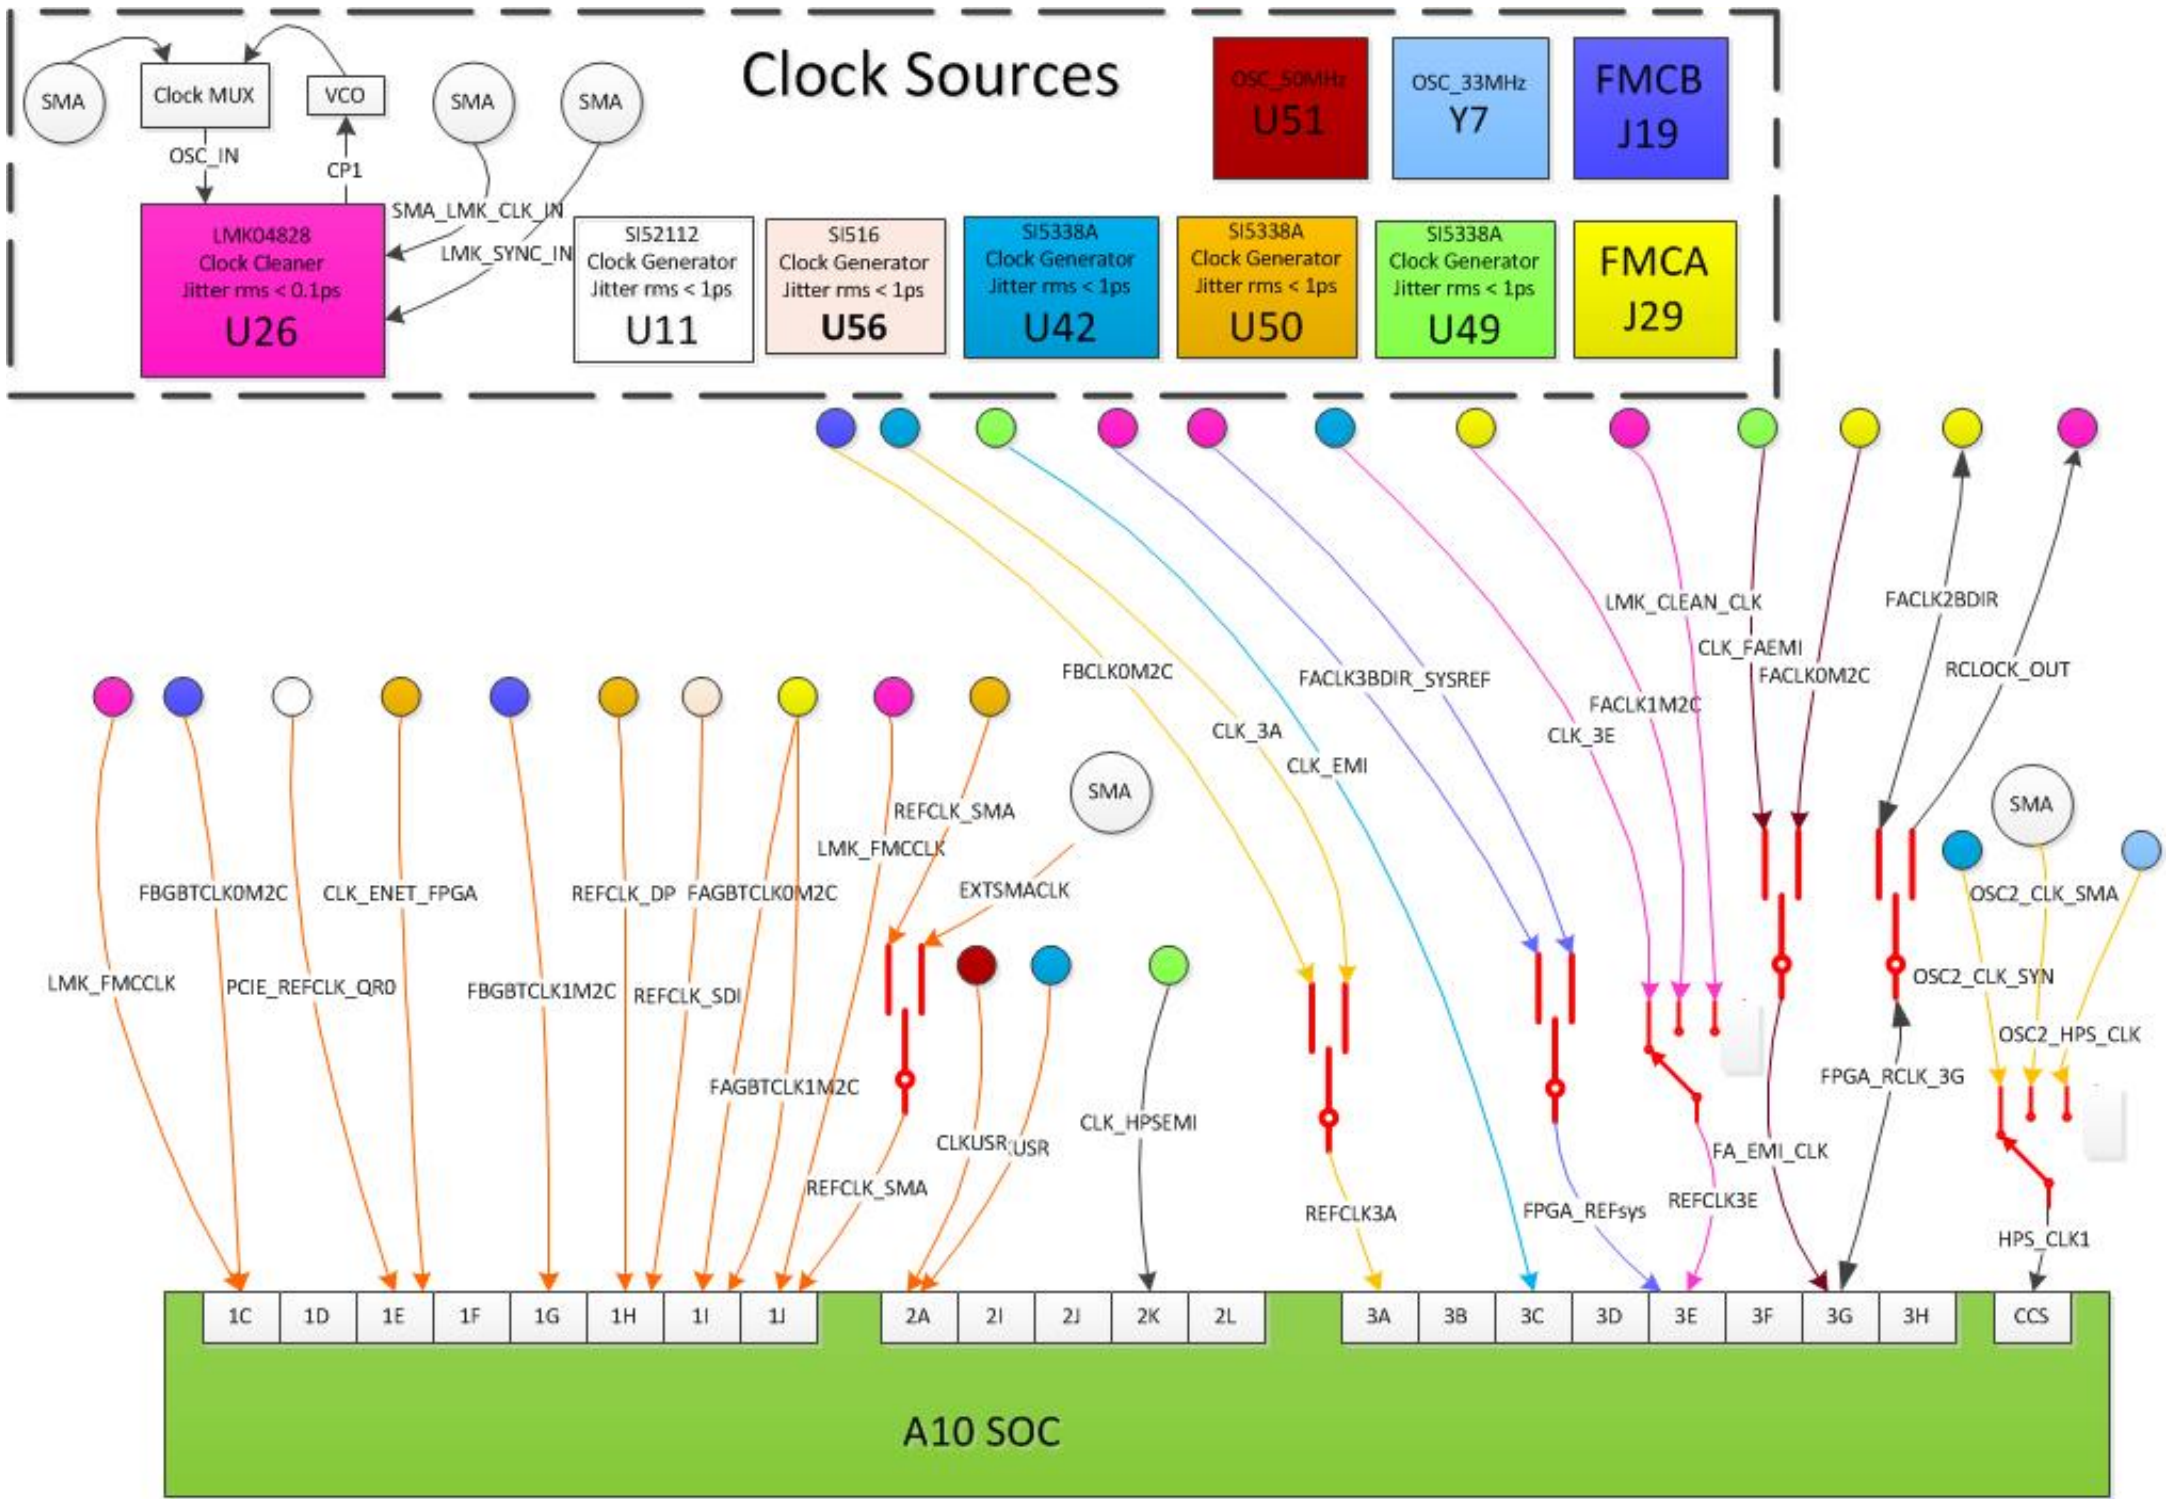 Clock Sources
SMA
Clock MUX
VCO
SMA
SMA
OSC_IN
CP1
SMA_LMK_CLK_IN
LMK_SYNC_IN
OSC_50MHz
U51
OSC_33MHz
Y7
FMCB
J19
LMK04828
Clock Cleaner
Jitter rms < 0.1ps
U26
SI52112
Clock Generator
Jitter rms < 1ps
U11
SI516
Clock Generator
Jitter rms < 1ps
U56
SI5338A
Clock Generator
Jitter rms < 1ps
U42
SI5338A
Clock Generator
Jitter rms < 1ps
U50
SI5338A
Clock Generator
Jitter rms < 1ps
U49
FMCA
J29
LMK_CLEAN_CLK
FACLK2BDIR
CLK_FAEMI
FBCLK0M2C
FACLK3BDIR_SYSREF
FACLK0M2C
RCLOCK_OUT
FACLK1M2C
CLK_3A
CLK_3E
CLK_EMI
SMA
SMA
REFCLK_SMA
LMK_FMCCLK
FBGBTCLK0M2C
CLK_ENET_FPGA
REFCLK_DP
FAGBTCLK0M2C
EXTSMACLK
OSC2_CLK_SMA
LMK_FMCCLK
PCIE_REFCLK_QR0
FBGBTCLK1M2C
REFCLK_SDI
OSC2_CLK_SYN
OSC2_HPS_CLK
FAGBTCLK1M2C
FPGA_RCLK_3G
CLK_HPSEMI
CLKUSR
USR
FA_EMI_CLK
REFCLK_SMA
REFCLK3A
FPGA_REFsys
REFCLK3E
HPS_CLK1
1C
1D
1E
1F
1G
1H
1I
1J
2A
2I
2J
2K
2L
3A
3B
3C
3D
3E
3F
3G
3H
CCS
A10 SOC